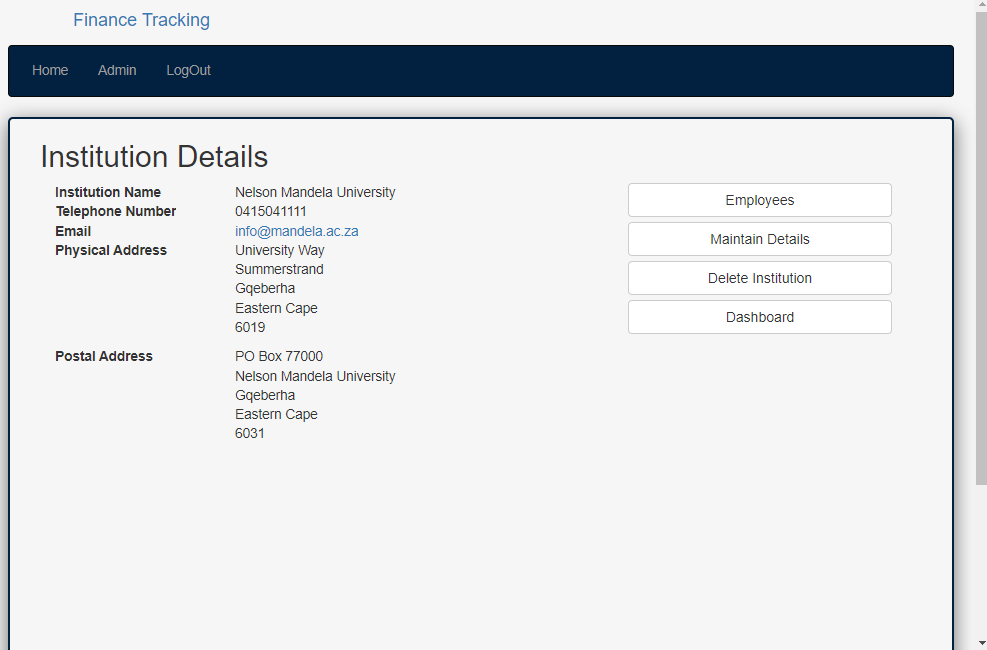 Finance Tracking
Home Admin LogOut
Institution Details
Institution Name Nelson Mandela University
Telephone Number 0415041111
Email info@mandela.ac.za
Physical Address University Way
Summerstrand
Gqeberha
Eastern Cape
6019
Postal Address PO Box 77000
Nelson Mandela University
Gqeberha
Eastern Cape
6031
Employees
Maintain Details
Delete Institution
Dashboard